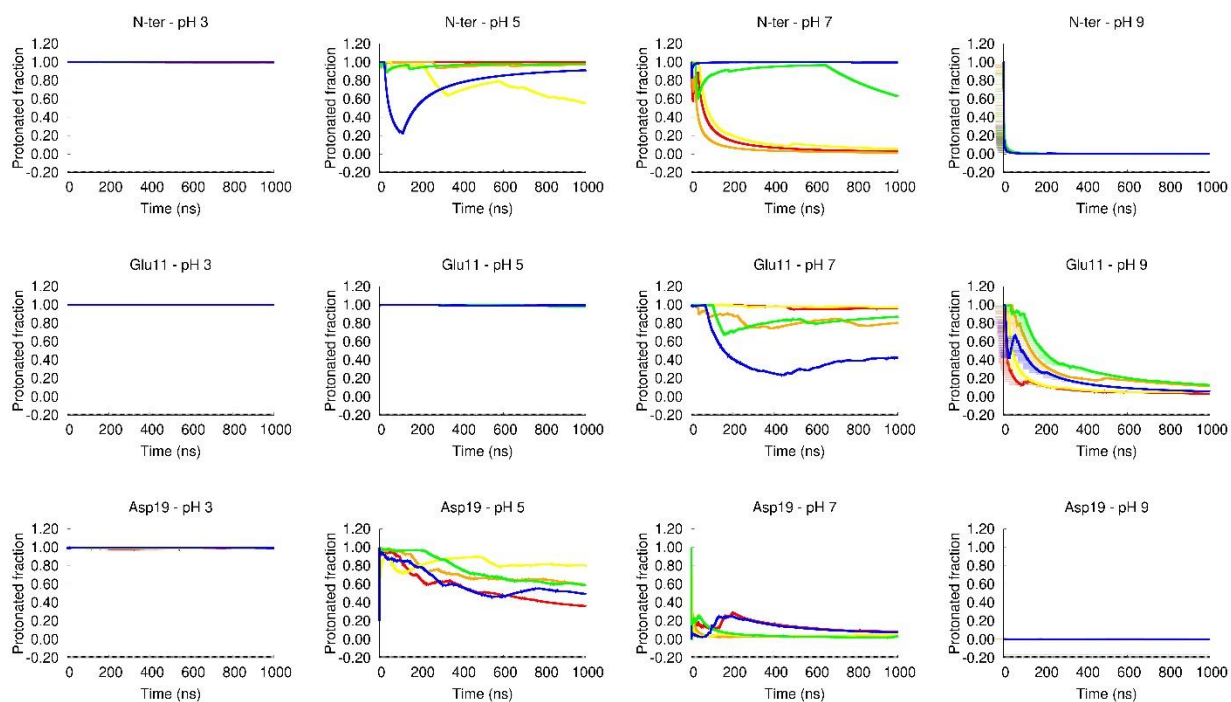 N-ter - pH 3 N-ter - pH 5 N-ter - pH 7 N-ter - pH 9
Protonated fraction Protonated fraction Protonated fraction Protonated fraction
1.20 1.20 1.20 1.20
1.00 1.00 1.00 1.00
0.80 0.80 0.80 0.80
0.60 0.60 0.60 0.60
0.40 0.40 0.40 0.40
0.20 0.20 0.20 0.20
0.00 0.00 0.00 0.00
-0.20 -0.20 -0.20 -0.20
0 200 400 600 800 1000 0 200 400 600 800 1000 0 200 400 600 800 1000 0 200 400 600 800 1000
Time (ns) Time (ns) Time (ns) Time (ns)
Glu11 - pH 3 Glu11 - pH 5 Glu11 - pH 7 Glu11 - pH 9
Protonated fraction Protonated fraction Protonated fraction Protonated fraction
1.20 1.20 1.20 1.20
1.00 1.00 1.00 1.00
0.80 0.80 0.80 0.80
0.60 0.60 0.60 0.60
0.40 0.40 0.40 0.40
0.20 0.20 0.20 0.20
0.00 0.00 0.00 0.00
-0.20 -0.20 -0.20 -0.20
0 200 400 600 800 1000 0 200 400 600 800 1000 0 200 400 600 800 1000 0 200 400 600 800 1000
Time (ns) Time (ns) Time (ns) Time (ns)
Asp19 - pH 3 Asp19 - pH 5 Asp19 - pH 7 Asp19 - pH 9
Protonated fraction Protonated fraction Protonated fraction Protonated fraction
1.20 1.20 1.20 1.20
1.00 1.00 1.00 1.00
0.80 0.80 0.80 0.80
0.60 0.60 0.60 0.60
0.40 0.40 0.40 0.40
0.20 0.20 0.20 0.20
0.00 0.00 0.00 0.00
-0.20 -0.20 -0.20 -0.20
0 200 400 600 800 1000 0 200 400 600 800 1000 0 200 400 600 800 1000 0 200 400 600 800 1000
Time (ns) Time (ns) Time (ns) Time (ns)